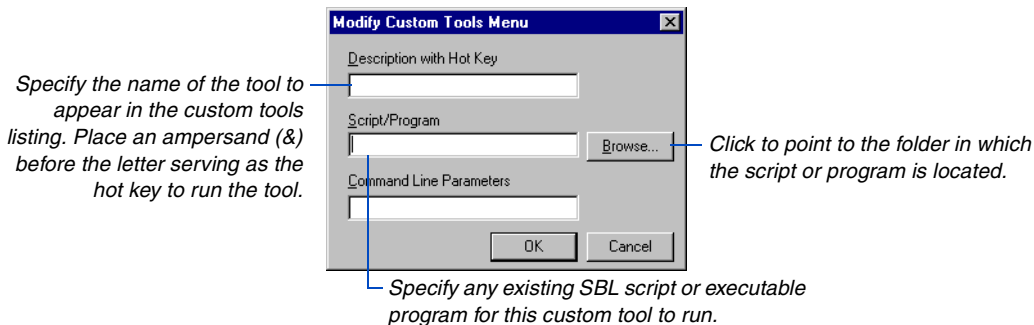 Modify Custom Tools Menu
Description with Hot Key
Specify the name of the tool to
appear in the custom tools
listing. Place an ampersand (&)
before the letter serving as the
hot key to run the tool.
Script/Program
Browse...
Click to point to the folder in which
the script or program is located.
Command Line Parameters
OK
Cancel
Specify any existing SBL script or executable
program for this custom tool to run.